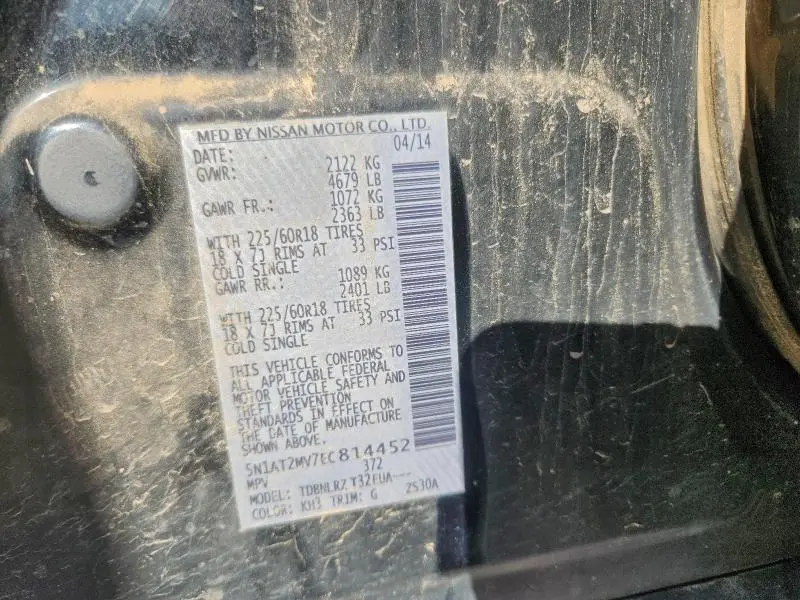 MFD BY NISSAN MOTOR CO., LTD.
DATE: 04/14
GVWR: 2122 KG
4679 LB
GAWR FR.: 1072 KG
2363 LB
WITH 225/60R18 TIRES
18 X 7J RIMS AT 33 PSI
COLD SINGLE
GAWR RR.: 1089 KG
2401 LB
WITH 225/60R18 TIRES
18 X 7J RIMS AT 33 PSI
COLD SINGLE
THIS VEHICLE CONFORMS TO
ALL APPLICABLE FEDERAL
MOTOR VEHICLE SAFETY AND
THEFT PREVENTION
STANDARDS IN EFFECT ON
THE DATE OF MANUFACTURE
SHOWN ABOVE.
5N1AT2MV7EC814452
MPV 372
MODEL: TDBNLRZ T32EUA----
COLOR: KH3 TRIM: G ZS30A